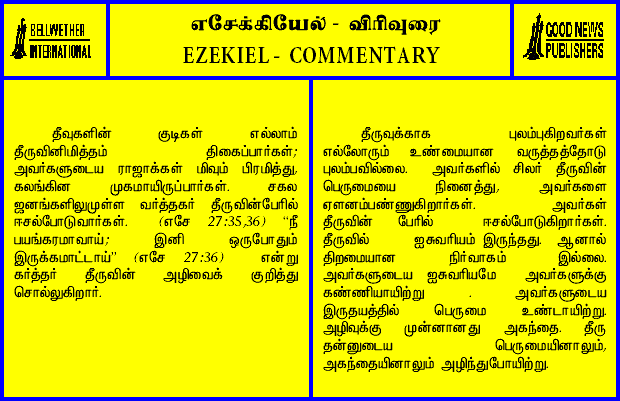 BELLWETHER
INTERNATIONAL
எசேக்கியேல் - விரிவுரை
EZEKIEL - COMMENTARY
GOOD NEWS
PUBLISHERS
தீவுகளின் குடிகள் எல்லாம்
தீருவினிமித்தம் திகைப்பார்கள்;
அவர்களுடைய ராஜாக்கள் மிவும் பிரமித்து,
கலங்கின முகமாயிருப்பார்கள். சகல
ஜனங்களிலுமுள்ள வர்த்தகர் தீருவின்பேரில்
ஈசல்போடுவார்கள். (எசே 27:35,36) “நீ
பயங்கரமாவாய்; இனி ஒருபோதும்
இருக்கமாட்டாய்” (எசே 27:36) என்று
கர்த்தர் தீருவின் அழிவைக் குறித்து
சொல்லுகிறார்.
தீருவுக்காக புலம்புகிறவர்கள்
எல்லோரும் உண்மையான வருத்தத்தோடு
புலம்பவில்லை. அவர்களில் சிலர் தீருவின்
பெருமையை நினைத்து, அவர்களை
ஏளனம்பண்ணுகிறார்கள். அவர்கள்
தீருவின் பேரில் ஈசல்போடுகிறார்கள்.
தீருவில் ஐசுவரியம் இருந்தது. ஆனால்
திறமையான நிர்வாகம் இல்லை.
அவர்களுடைய ஐசுவரியமே அவர்களுக்கு
கண்ணியாயிற்று . அவர்களுடைய
இருதயத்தில் பெருமை உண்டாயிற்று.
அழிவுக்கு முன்னானது அகந்தை. தீரு
தன்னுடைய பெருமையினாலும்,
அகந்தையினாலும் அழிந்துபோயிற்று.